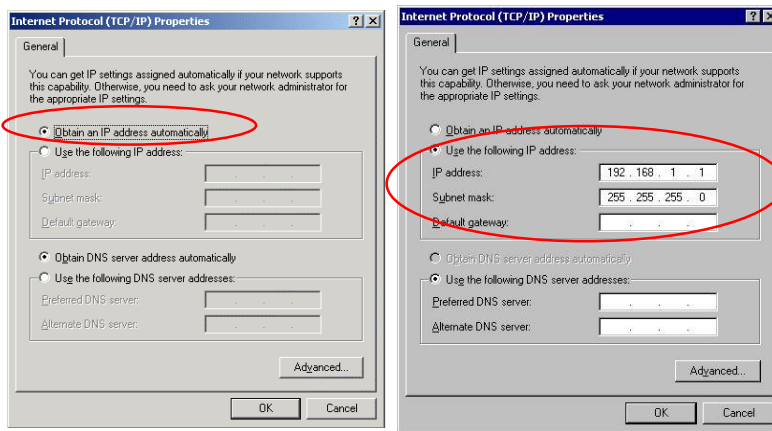 Internet Protocol (TCP/IP) Properties
General
You can get IP settings assigned automatically if your network supports
this capability. Otherwise, you need to ask your network administrator for
the appropriate IP settings.
Obtain an IP address automatically
Use the following IP address:
IP address:
Subnet mask:
Default gateway:
Obtain DNS server address automatically
Use the following DNS server addresses:
Preferred DNS server:
Alternate DNS server:
Advanced...
OK Cancel
Internet Protocol (TCP/IP) Properties
General
You can get IP settings assigned automatically if your network supports
this capability. Otherwise, you need to ask your network administrator for
the appropriate IP settings.
Obtain an IP address automatically
Use the following IP address:
IP address: 192 . 168 . 1 . 1
Subnet mask: 255 . 255 . 255 . 0
Default gateway:
Obtain DNS server address automatically
Use the following DNS server addresses:
Preferred DNS server:
Alternate DNS server:
Advanced...
OK Cancel